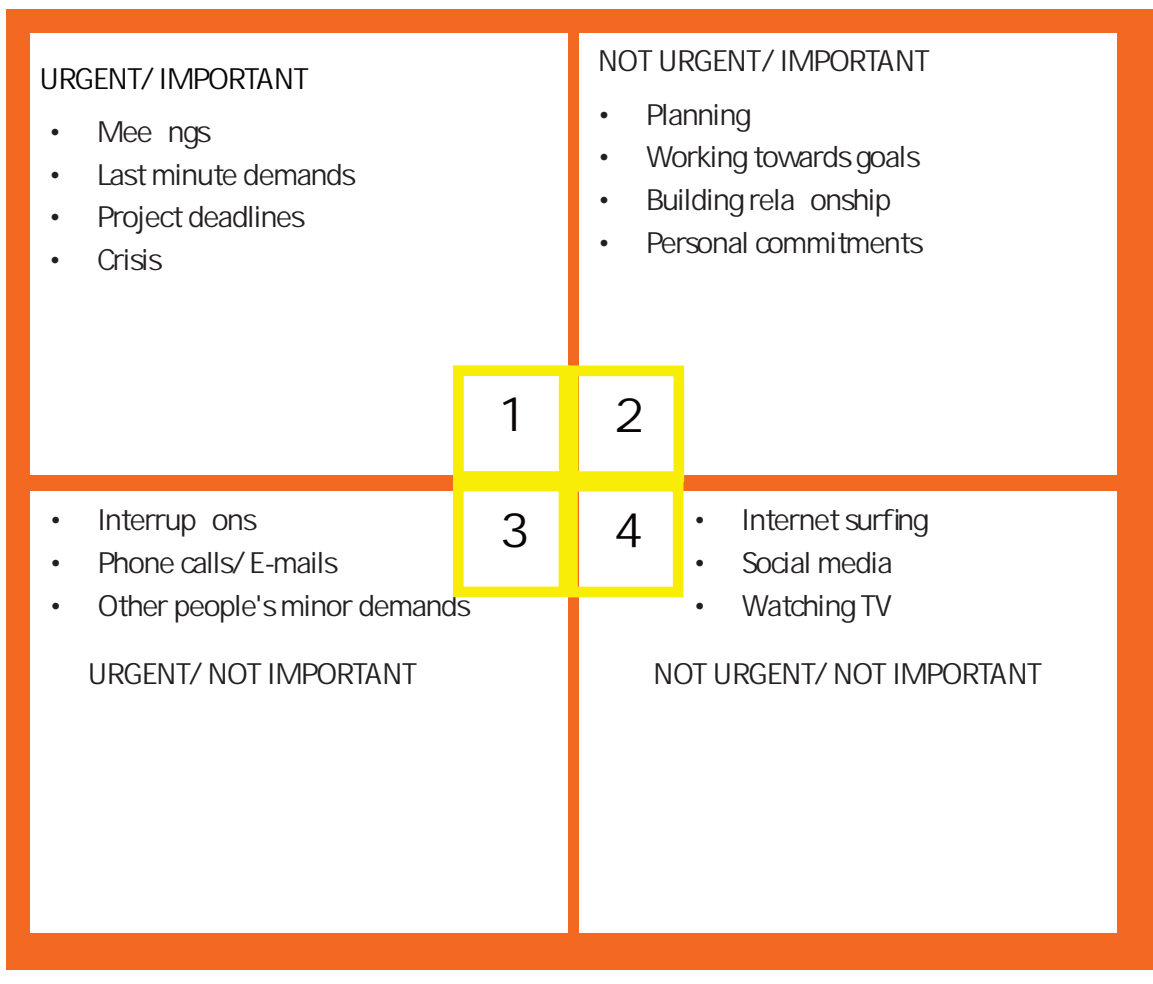 URGENT/ IMPORTANT
• Mee ngs
• Last minute demands
• Project deadlines
• Crisis
NOT URGENT/ IMPORTANT
• Planning
• Working towards goals
• Building rela onship
• Personal commitments
1
2
3
4
• Interrup ons
• Phone calls/ E-mails
• Other people's minor demands
URGENT/ NOT IMPORTANT
• Internet surfing
• Social media
• Watching TV
NOT URGENT/ NOT IMPORTANT